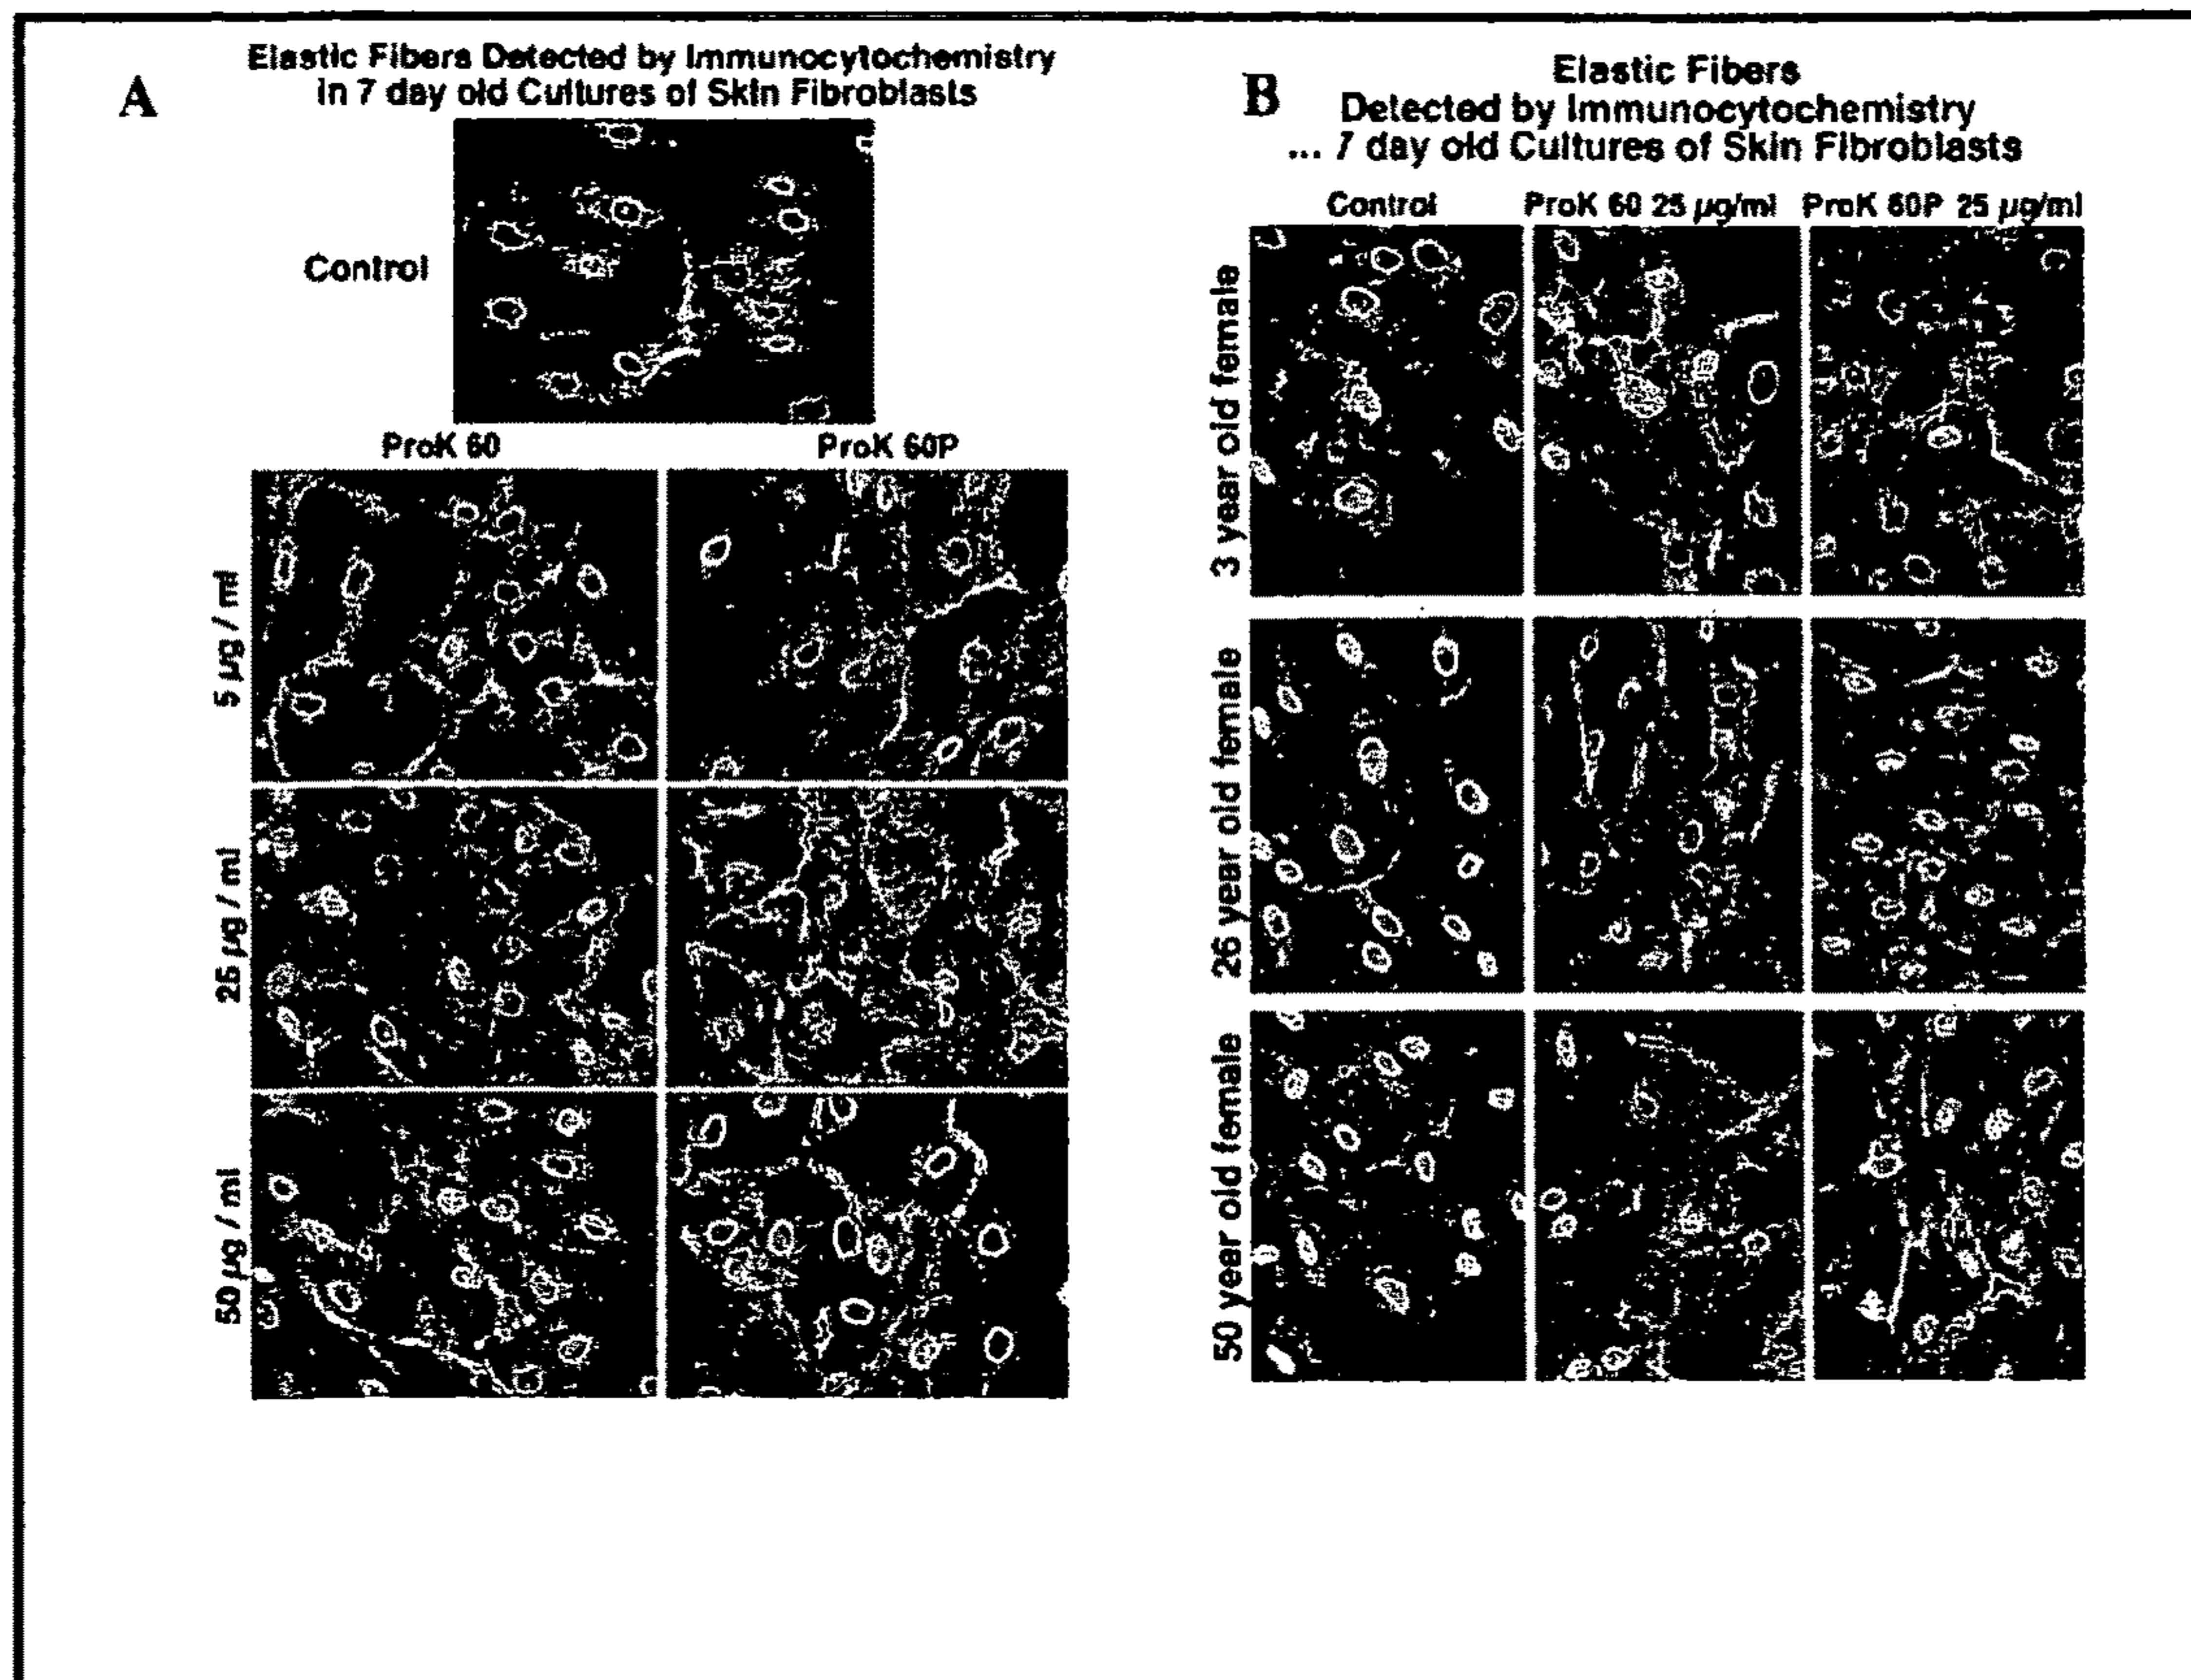 A
Elastic Fibers Detected by Immunocytochemistry
in 7 day old Cultures of Skin Fibroblasts
Control
ProK 60
ProK 60P
5 µg / ml
25 µg / ml
50 µg / ml
B
Elastic Fibers
Detected by Immunocytochemistry
... 7 day old Cultures of Skin Fibroblasts
Control
ProK 60 25 µg/ml
ProK 60P 25 µg/ml
3 year old female
26 year old female
50 year old female